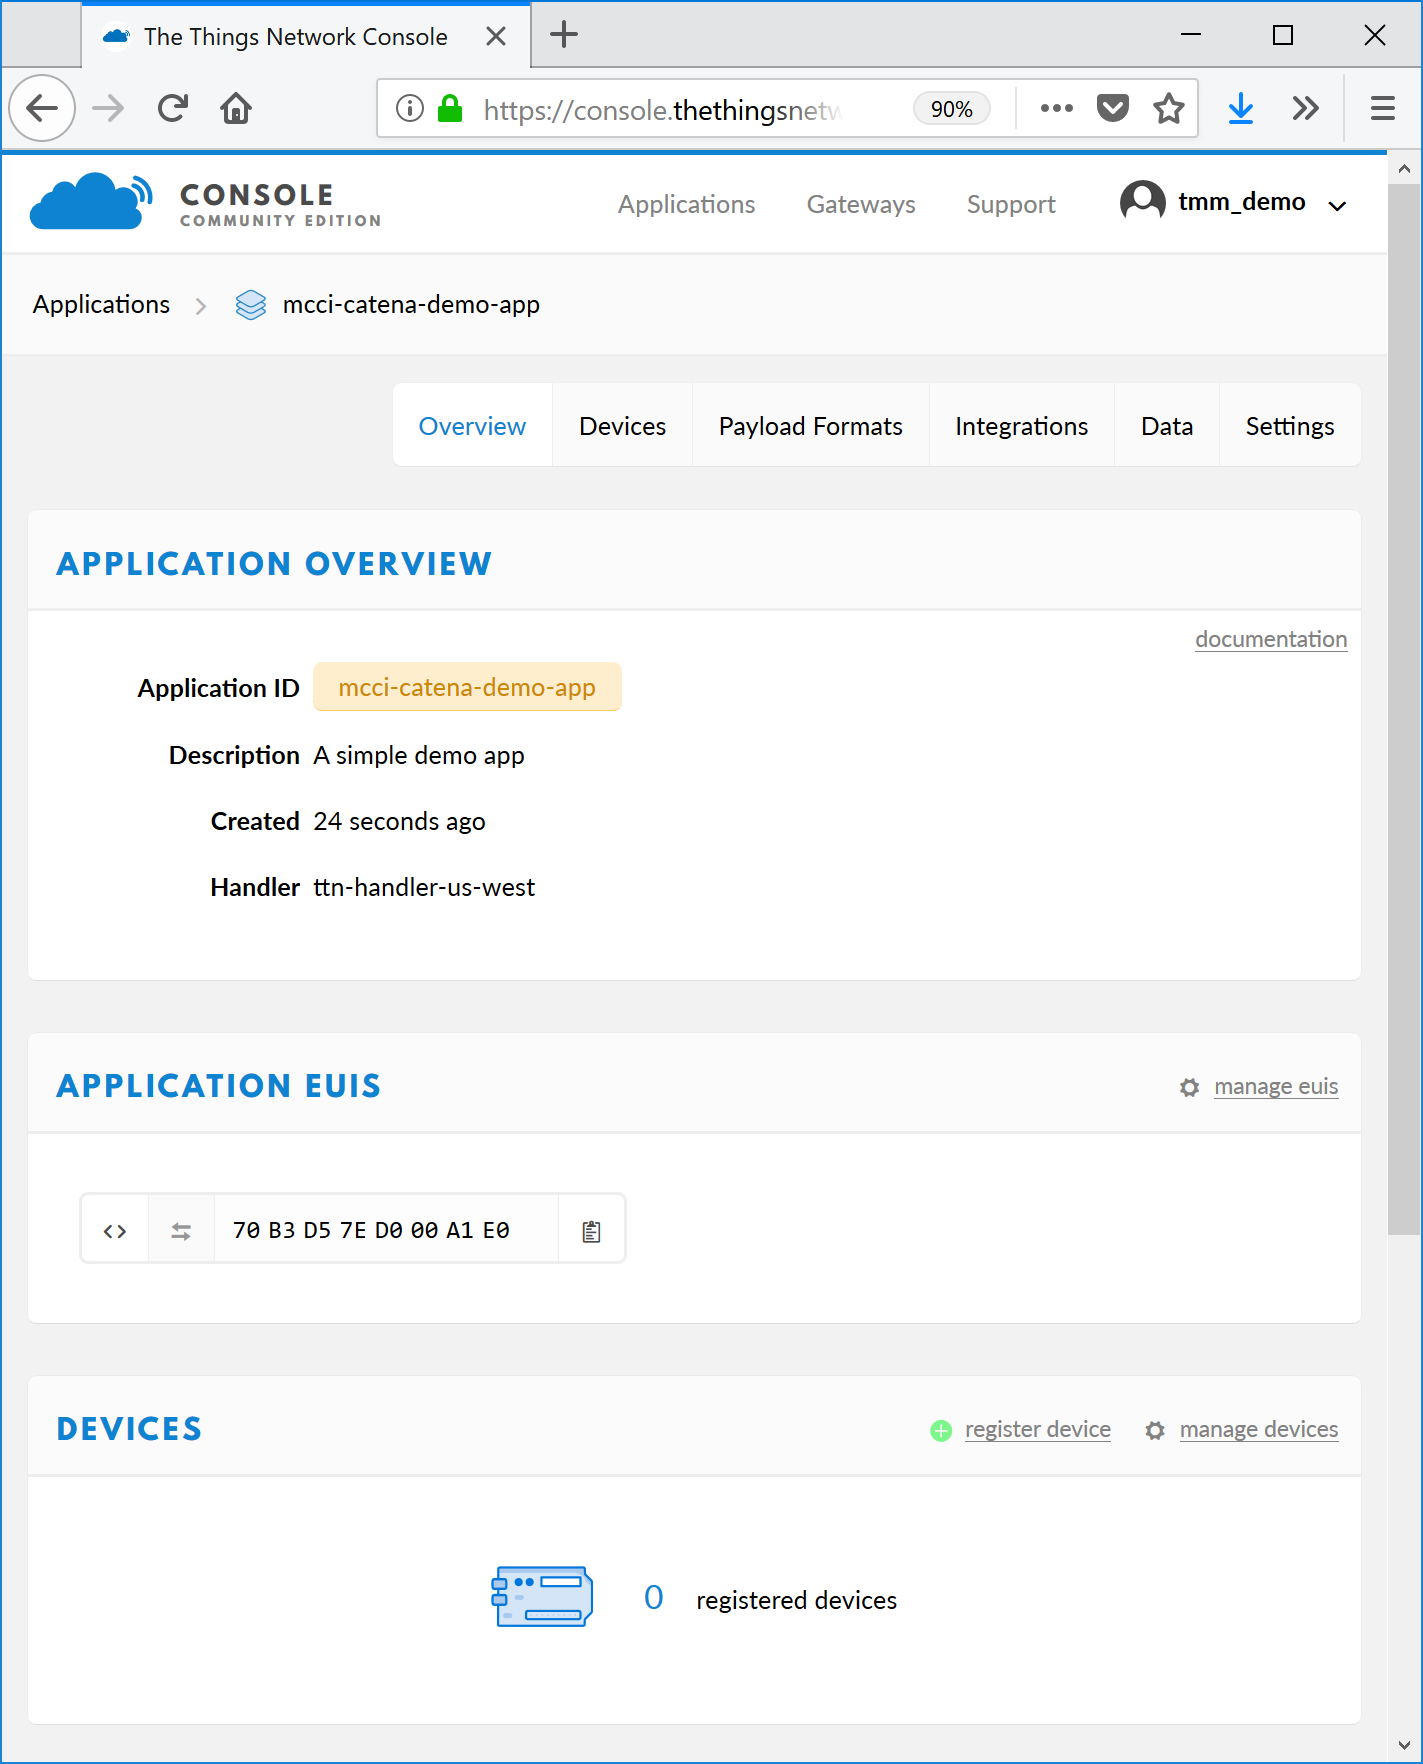 The Things Network Console
https://console.thethingsnetw
90%
CONSOLE
COMMUNITY EDITION
Applications Gateways Support tmm_demo
Applications mcci-catena-demo-app
Overview Devices Payload Formats Integrations Data Settings
APPLICATION OVERVIEW
documentation
Application ID mcci-catena-demo-app
Description A simple demo app
Created 24 seconds ago
Handler ttn-handler-us-west
APPLICATION EUIS
manage euis
70 B3 D5 7E D0 00 A1 E0
DEVICES
register device manage devices
0 registered devices